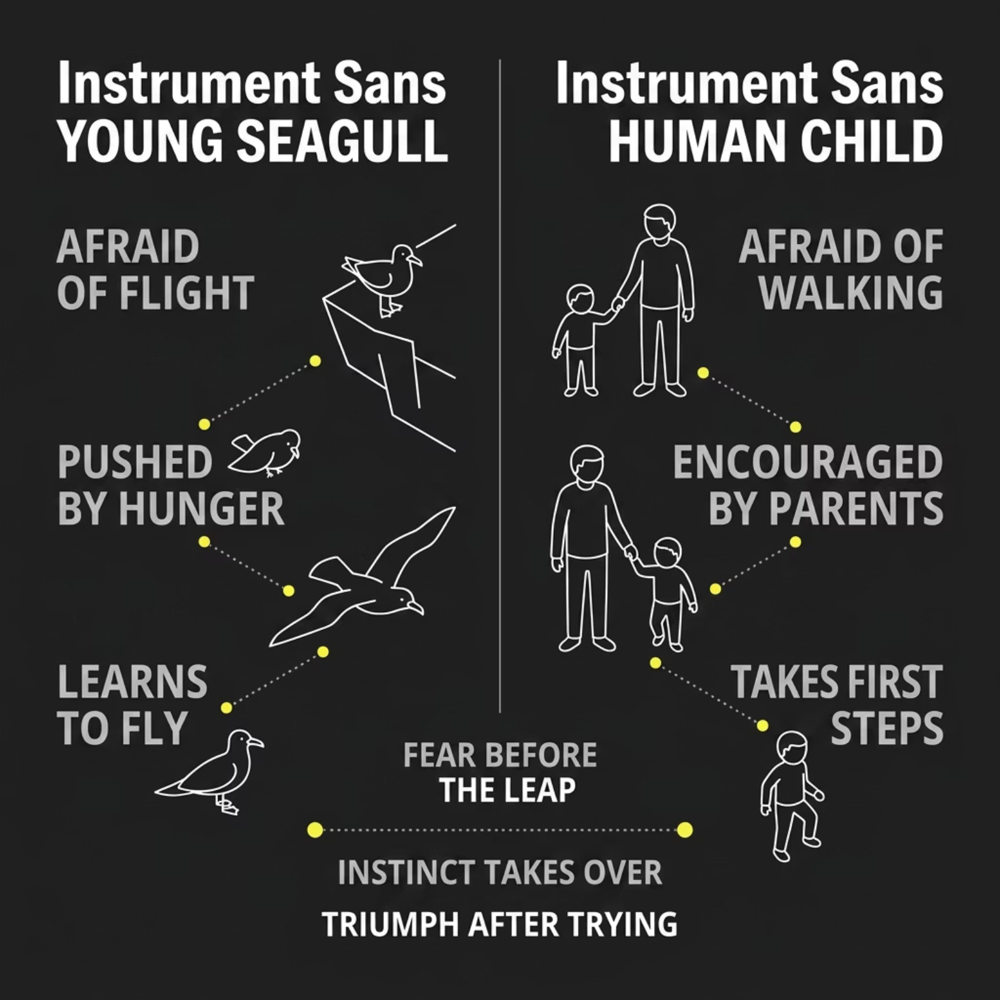 Instrument Sans
YOUNG SEAGULL
AFRAID
OF FLIGHT
PUSHED
BY HUNGER
LEARNS
TO FLY
Instrument Sans
HUMAN CHILD
AFRAID OF
WALKING
ENCOURAGED
BY PARENTS
TAKES FIRST
STEPS
FEAR BEFORE
THE LEAP
INSTINCT TAKES OVER
TRIUMPH AFTER TRYING